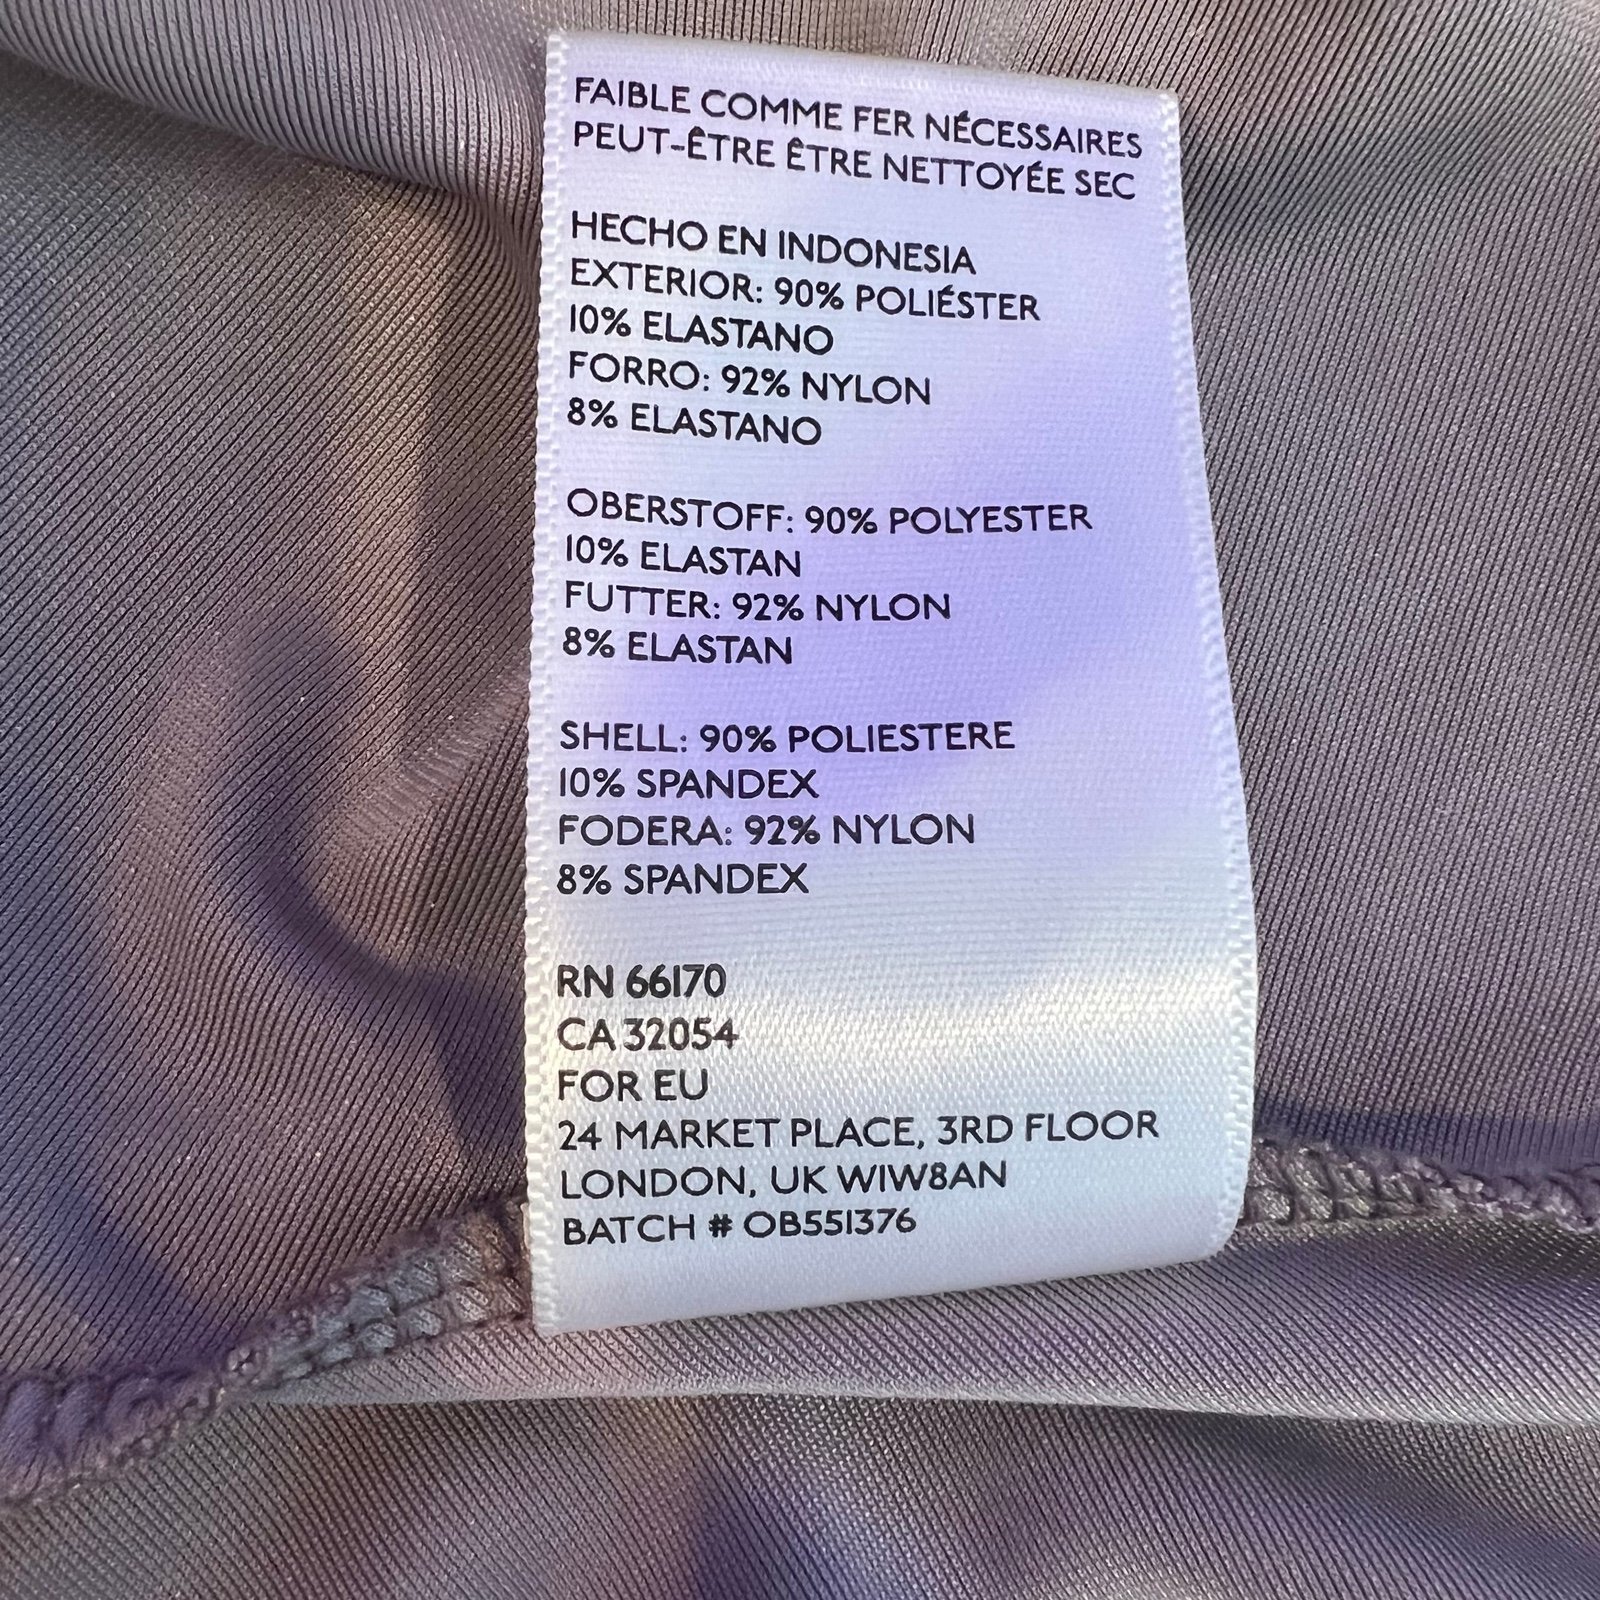 FAIBLE COMME FER NÉCESSAIRES
PEUT-ÊTRE ÊTRE NETTOYÉE SEC
HECHO EN INDONESIA
EXTERIOR: 90% POLIÉSTER
10% ELASTANO
FORRO: 92% NYLON
8% ELASTANO
OBERSTOFF: 90% POLYESTER
10% ELASTAN
FUTTER: 92% NYLON
8% ELASTAN
SHELL: 90% POLIESTERE
10% SPANDEX
FODERA: 92% NYLON
8% SPANDEX
RN 66170
CA 32054
FOR EU
24 MARKET PLACE, 3RD FLOOR
LONDON, UK W1W8AN
BATCH # OB551376